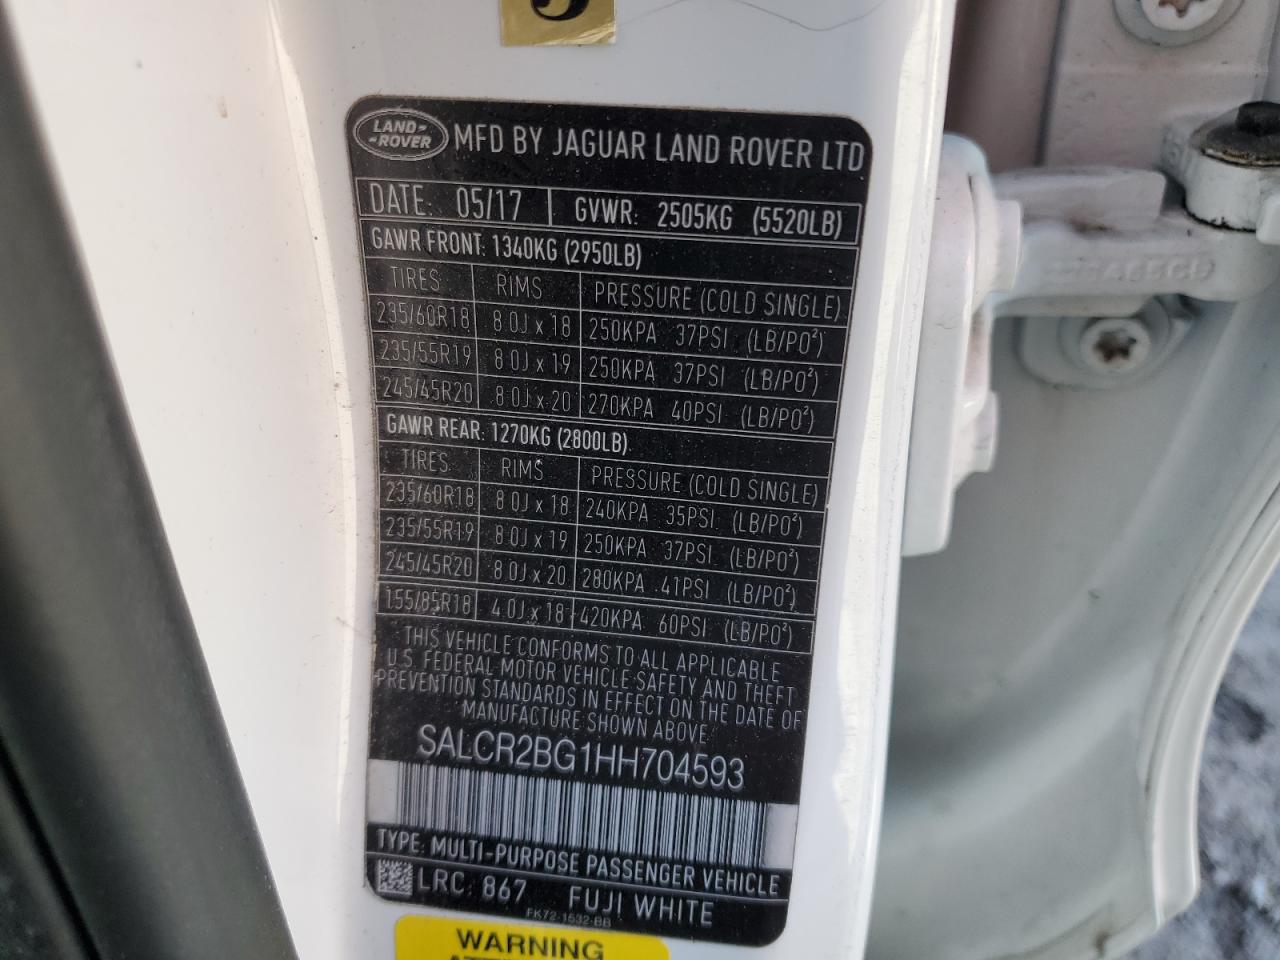 LAND-
-ROVER
MFD BY JAGUAR LAND ROVER LTD
DATE: 05/17 GVWR: 2505KG (5520LB)
GAWR FRONT: 1340KG (2950LB)
TIRES RIMS PRESSURE (COLD SINGLE)
235/60R18 8.0J x 18 250KPA 37PSI (LB/PO²)
235/55R19 8.0J x 19 250KPA 37PSI (LB/PO²)
245/45R20 8.0J x 20 270KPA 40PSI (LB/PO²)
GAWR REAR: 1270KG (2800LB)
TIRES RIMS PRESSURE (COLD SINGLE)
235/60R18 8.0J x 18 240KPA 35PSI (LB/PO²)
235/55R19 8.0J x 19 250KPA 37PSI (LB/PO²)
245/45R20 8.0J x 20 280KPA 41PSI (LB/PO²)
155/85R18 4.0J x 18 420KPA 60PSI (LB/PO²)
THIS VEHICLE CONFORMS TO ALL APPLICABLE
U.S. FEDERAL MOTOR VEHICLE SAFETY AND THEFT
PREVENTION STANDARDS IN EFFECT ON THE DATE OF
MANUFACTURE SHOWN ABOVE.
SALCR2BG1HH704593
TYPE: MULTI-PURPOSE PASSENGER VEHICLE
LRC: 867 FUJI WHITE
FK72-1532-BB
WARNING